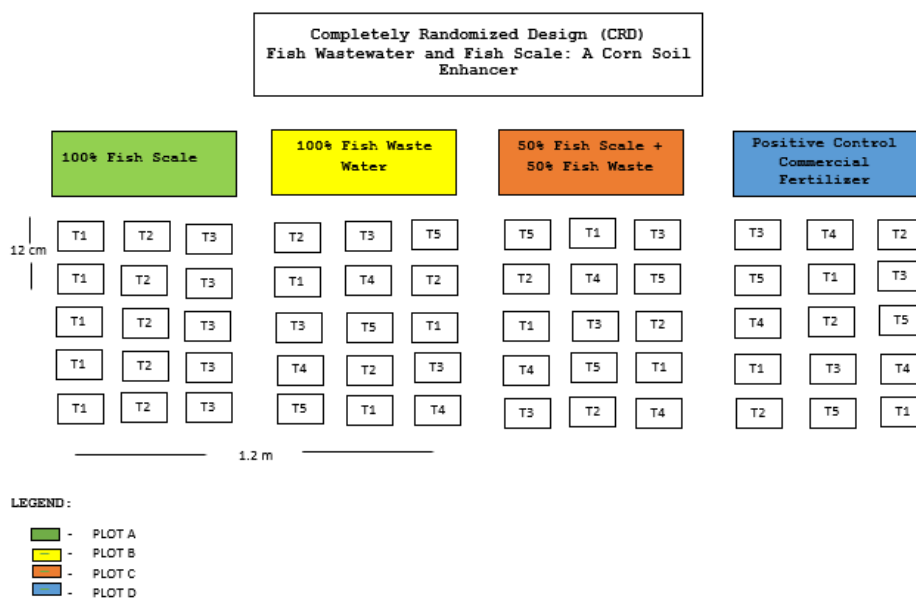 Completely Randomized Design (CRD)
Fish Wastewater and Fish Scale: A Corn Soil
Enhancer
100% Fish Scale
100% Fish Waste
Water
50% Fish Scale +
50% Fish Waste
Positive Control
Commercial
Fertilizer
12 cm
T1 T2 T3 T2 T3 T5 T5 T1 T3 T3 T4 T2
T1 T2 T3 T1 T4 T2 T2 T4 T5 T5 T1 T3
T1 T2 T3 T3 T5 T1 T1 T3 T2 T4 T2 T5
T1 T2 T3 T4 T2 T3 T4 T5 T1 T1 T3 T4
T1 T2 T3 T5 T1 T4 T3 T2 T4 T2 T5 T1
1.2 m
LEGEND:
- PLOT A
- PLOT B
- PLOT C
- PLOT D